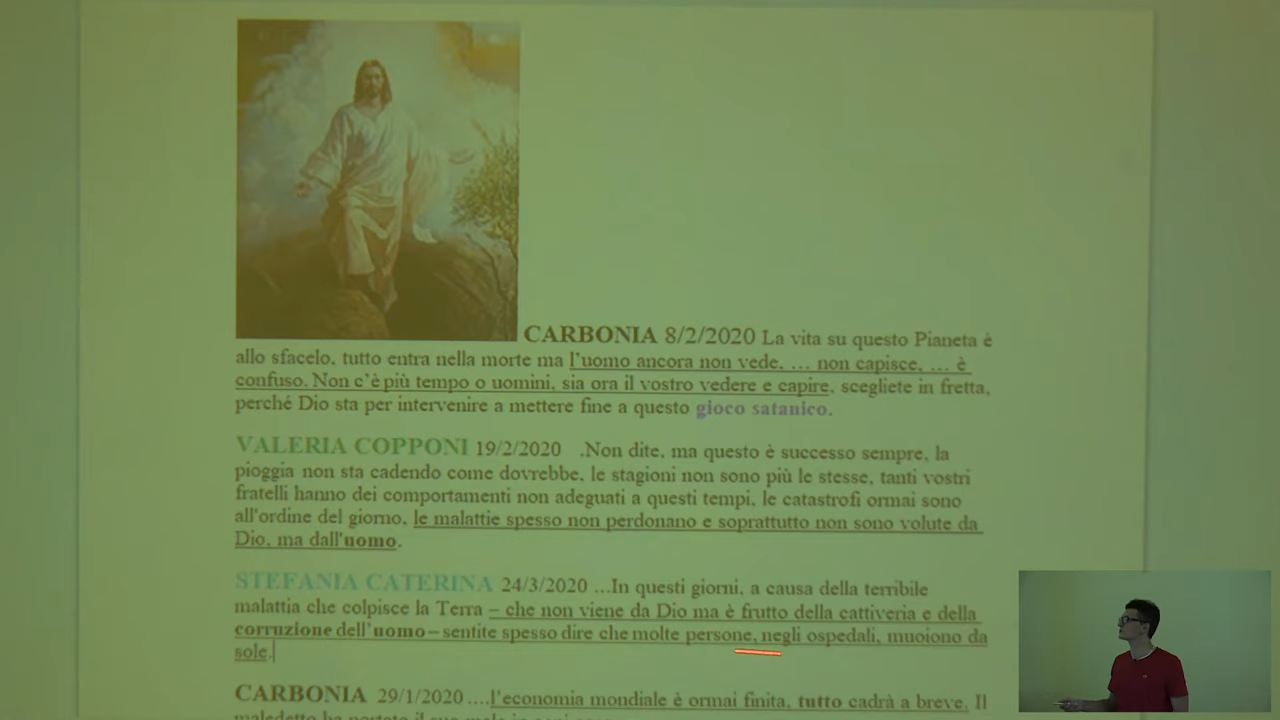 CARBONIA 8/2/2020 La vita su questo Pianeta è
allo sfacelo, tutto entra nella morte ma l'uomo ancora non vede, … non capisce, … è
confuso. Non c'è più tempo o uomini, sia ora il vostro vedere e capire, scegliete in fretta,
perché Dio sta per intervenire a mettere fine a questo gioco satanico.
VALERIA COPPONI 19/2/2020 .Non dite, ma questo è successo sempre, la
pioggia non sta cadendo come dovrebbe, le stagioni non sono più le stesse, tanti vostri
fratelli hanno dei comportamenti non adeguati a questi tempi, le catastrofi ormai sono
all'ordine del giorno, le malattie spesso non perdonano e soprattutto non sono volute da
Dio, ma dall'uomo.
STEFANIA CATERINA 24/3/2020 …In questi giorni, a causa della terribile
malattia che colpisce la Terra – che non viene da Dio ma è frutto della cattiveria e della
corruzione dell'uomo – sentite spesso dire che molte persone, negli ospedali, muoiono da
sole.
CARBONIA 29/1/2020 ….l'economia mondiale è ormai finita, tutto cadrà a breve. Il